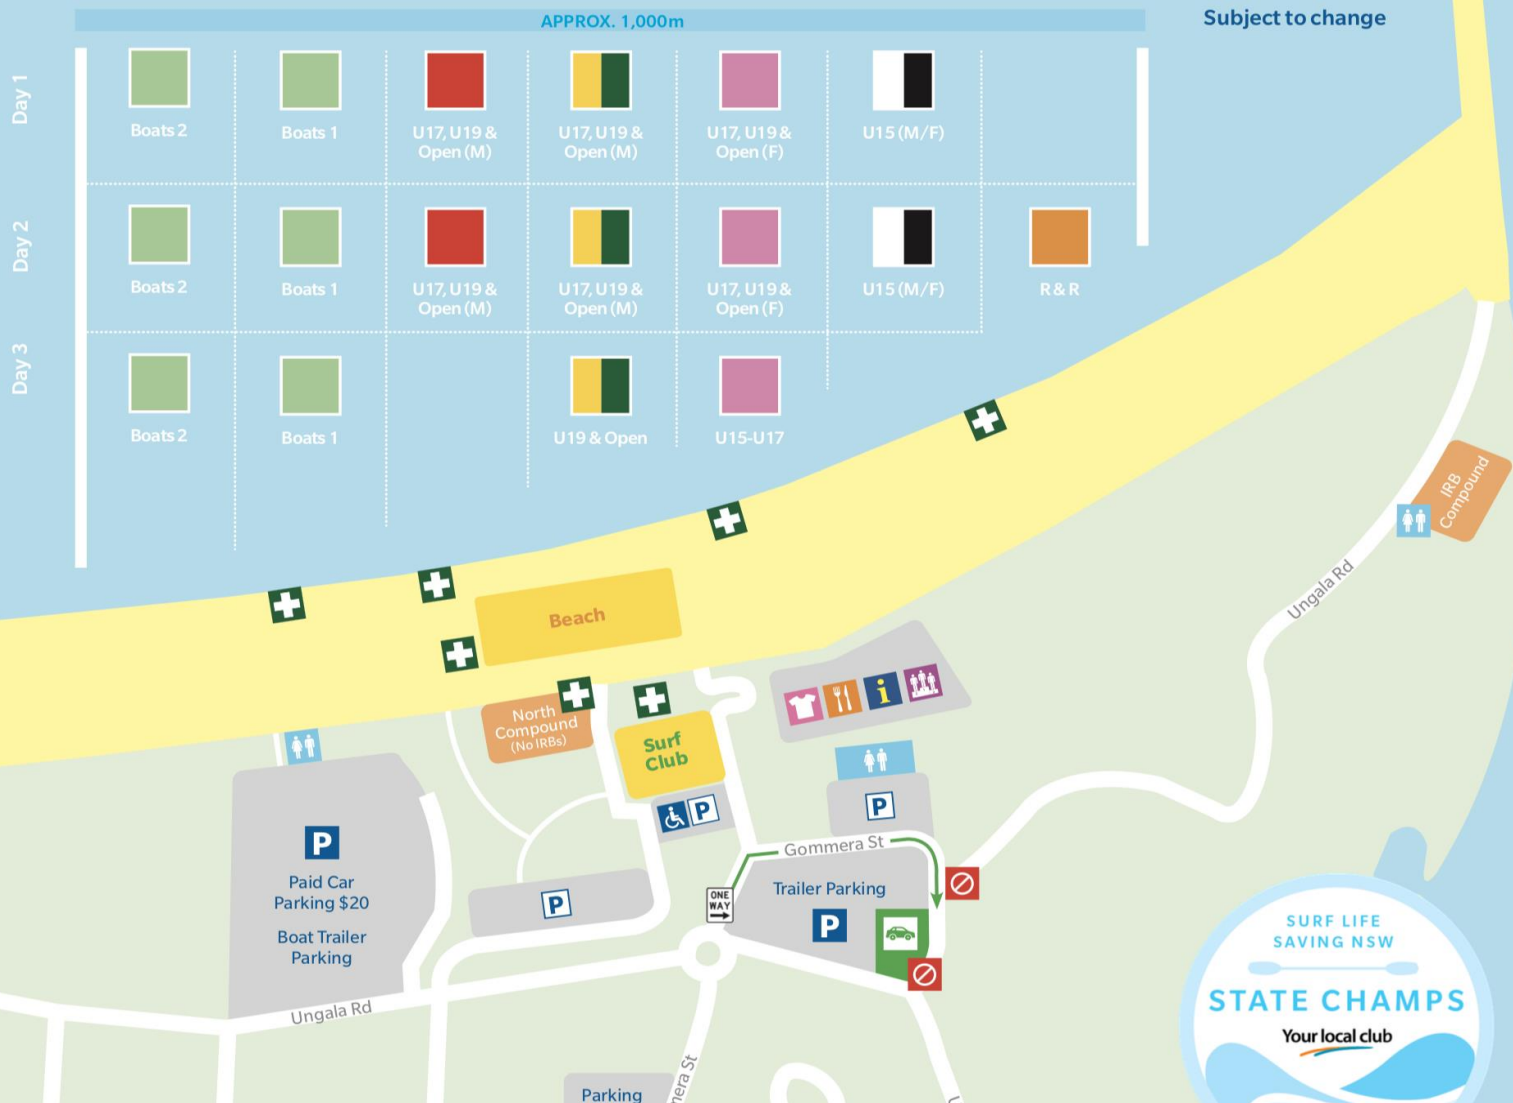 APPROX. 1,000m
Subject to change
Day 1
Boats 2
Boats 1
U17, U19 &
Open (M)
U17, U19 &
Open (M)
U17, U19 &
Open (F)
U15 (M/F)
Day 2
Boats 2
Boats 1
U17, U19 &
Open (M)
U17, U19 &
Open (M)
U17, U19 &
Open (F)
U15 (M/F)
R & R
Day 3
Boats 2
Boats 1
U19 & Open
U15-U17
IRB
Compound
Ungala Rd
Beach
North
Compound
(No IRBs)
Surf
Club
i
P
P
P
Paid Car
Parking $20
Boat Trailer
Parking
P
Gommera St
Trailer Parking
P
ONE
WAY
Ungala Rd
mera St
Parking
SURF LIFE
SAVING NSW
STATE CHAMPS
Your local club